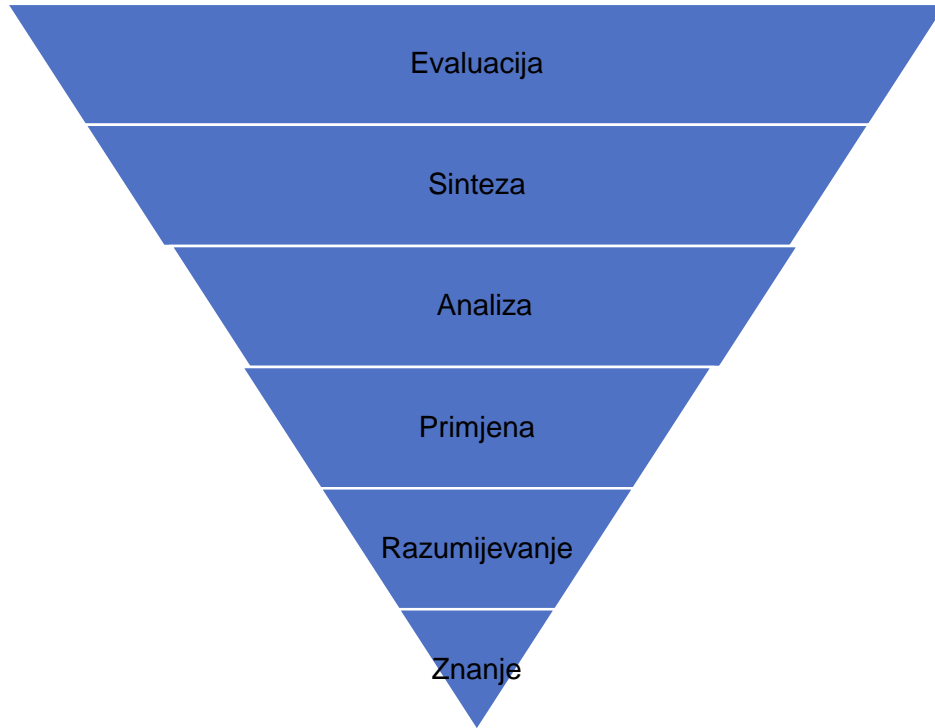 Evaluacija
Sinteza
Analiza
Primjena
Razumijevanje
Znanje